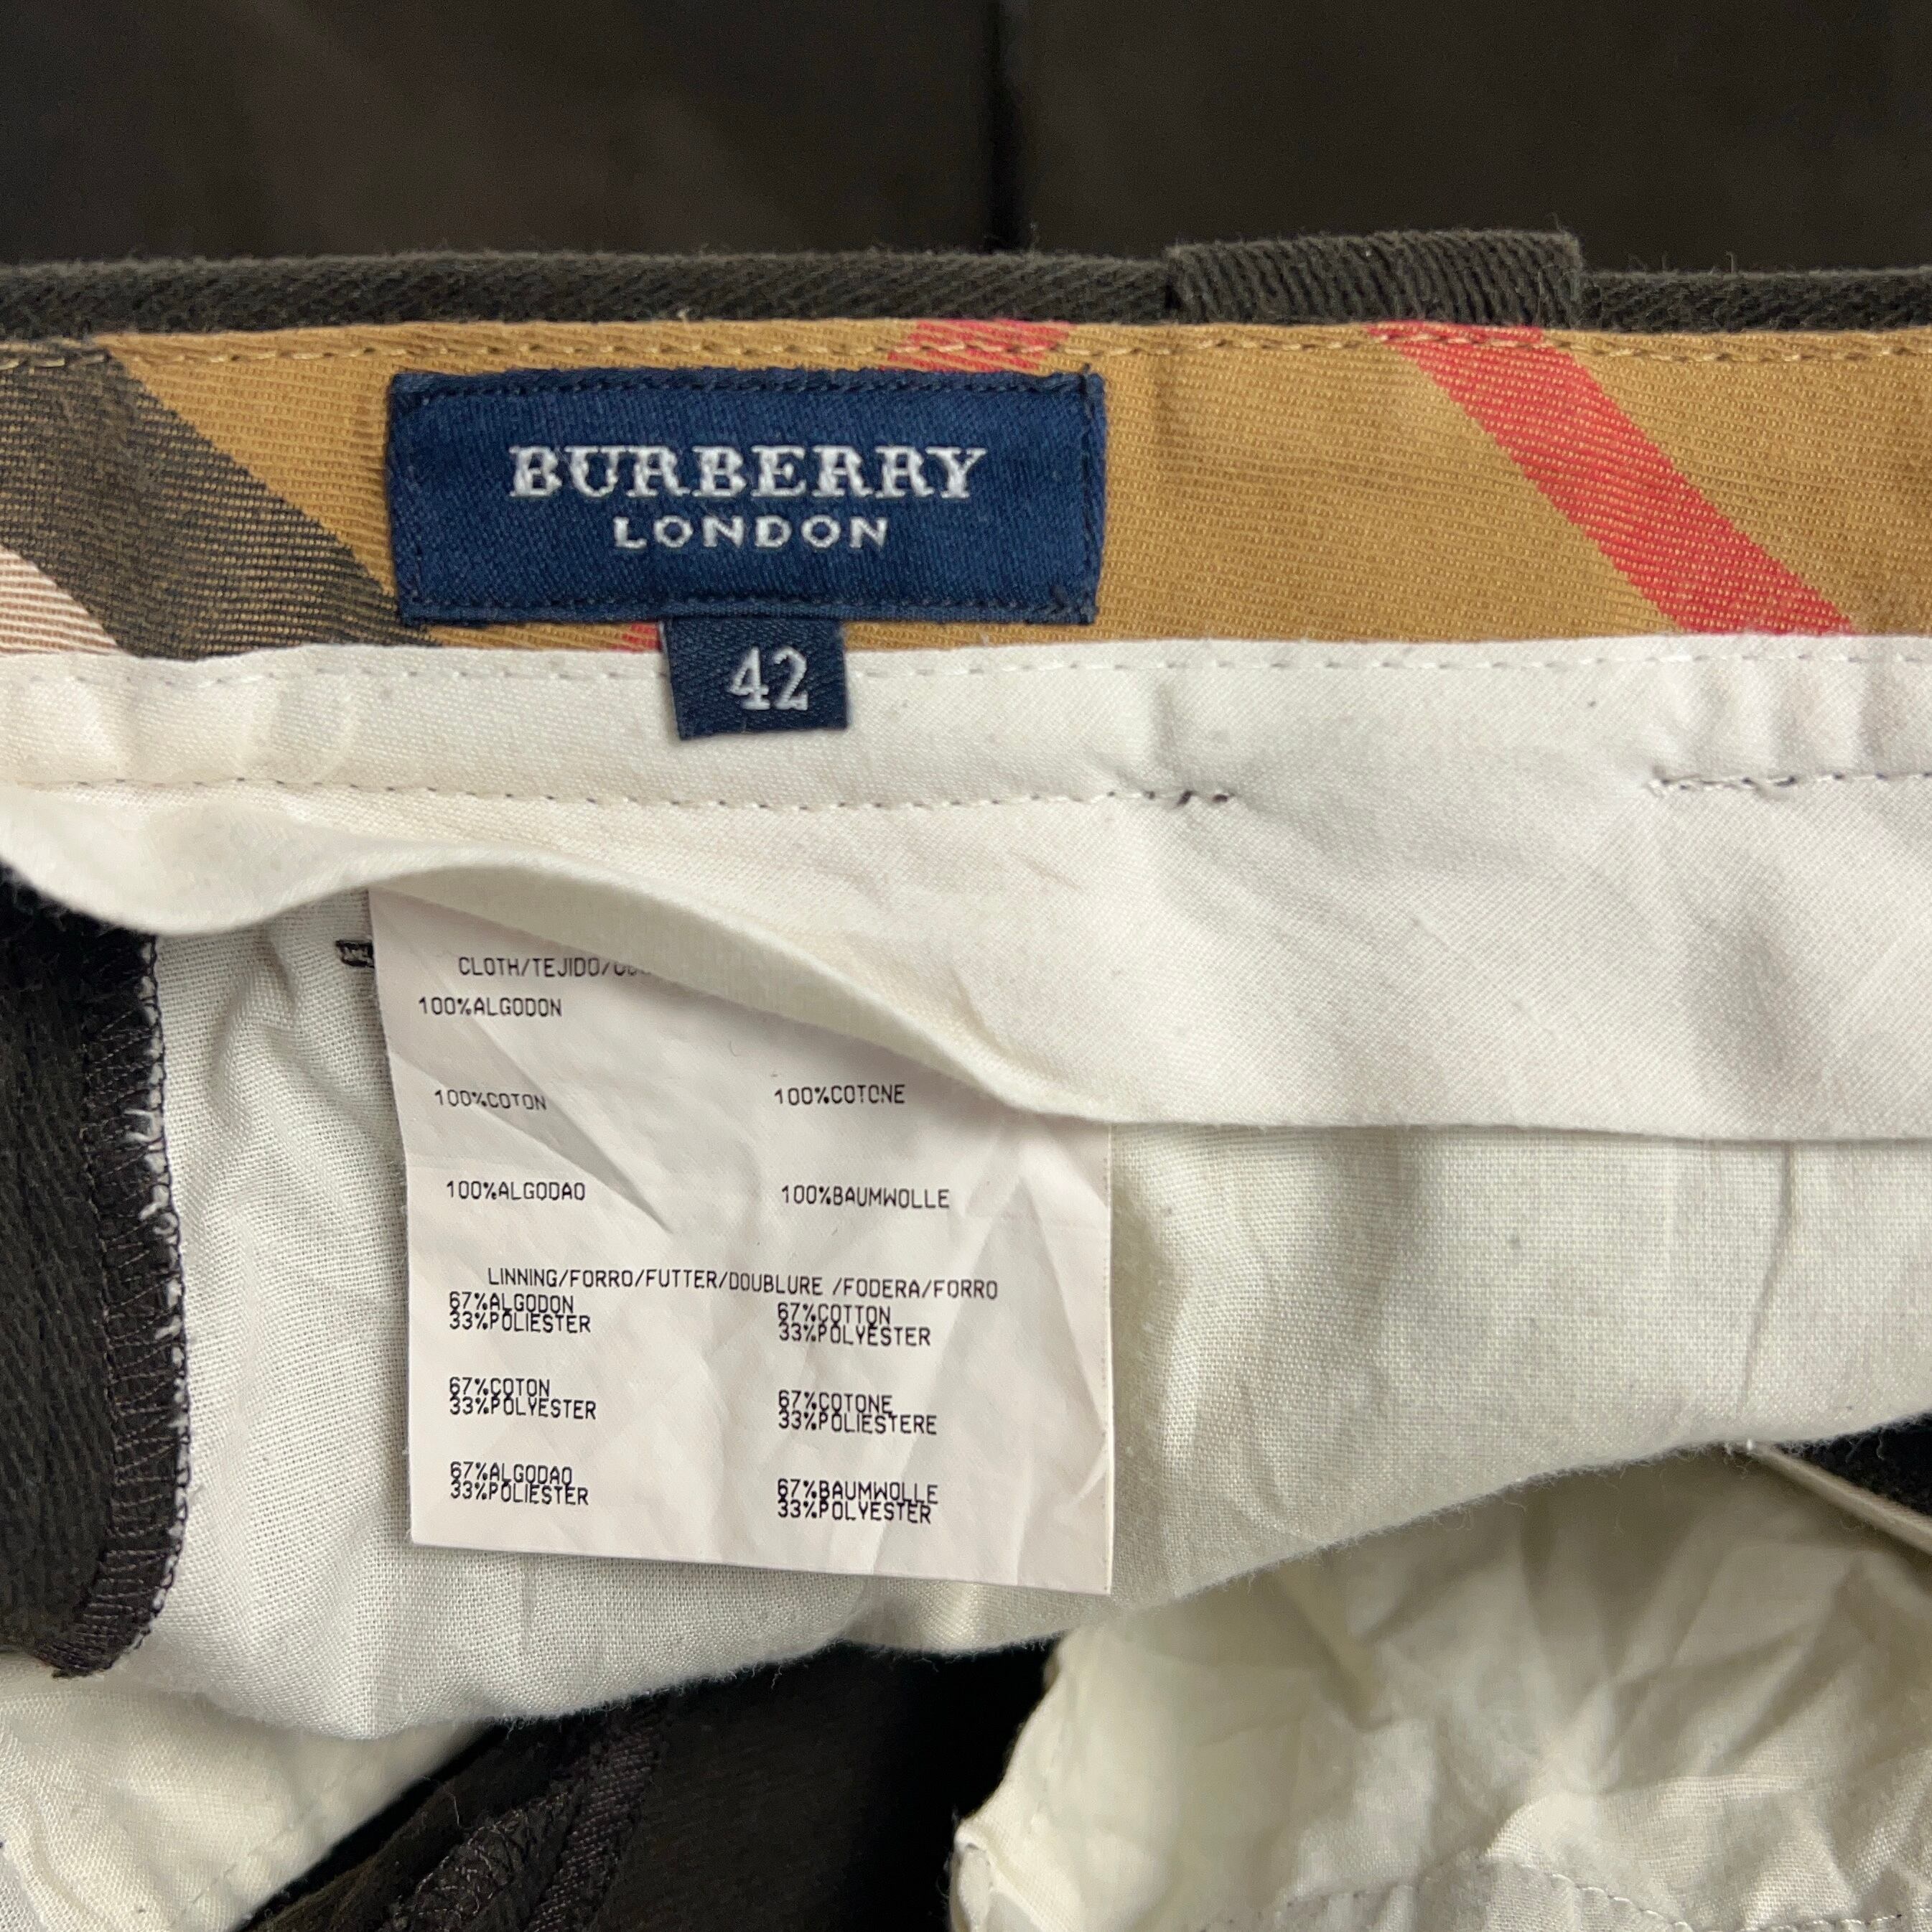 BURBERRY
LONDON
42
CLOTH/TEJIDO/
100%ALGODON
100%COTON 100%COTONE
100%ALGODAO 100%BAUMWOLLE
LINNING/FORRO/FUTTER/DOUBLURE /FODERA/FORRO
67%ALGODON 67%COTTON
33%POLIESTER 33%POLYESTER
67%COTON 67%COTONE
33%POLYESTER 33%POLIESTERE
67%ALGODAO 67%BAUMWOLLE
33%POLIESTER 33%POLYESTER